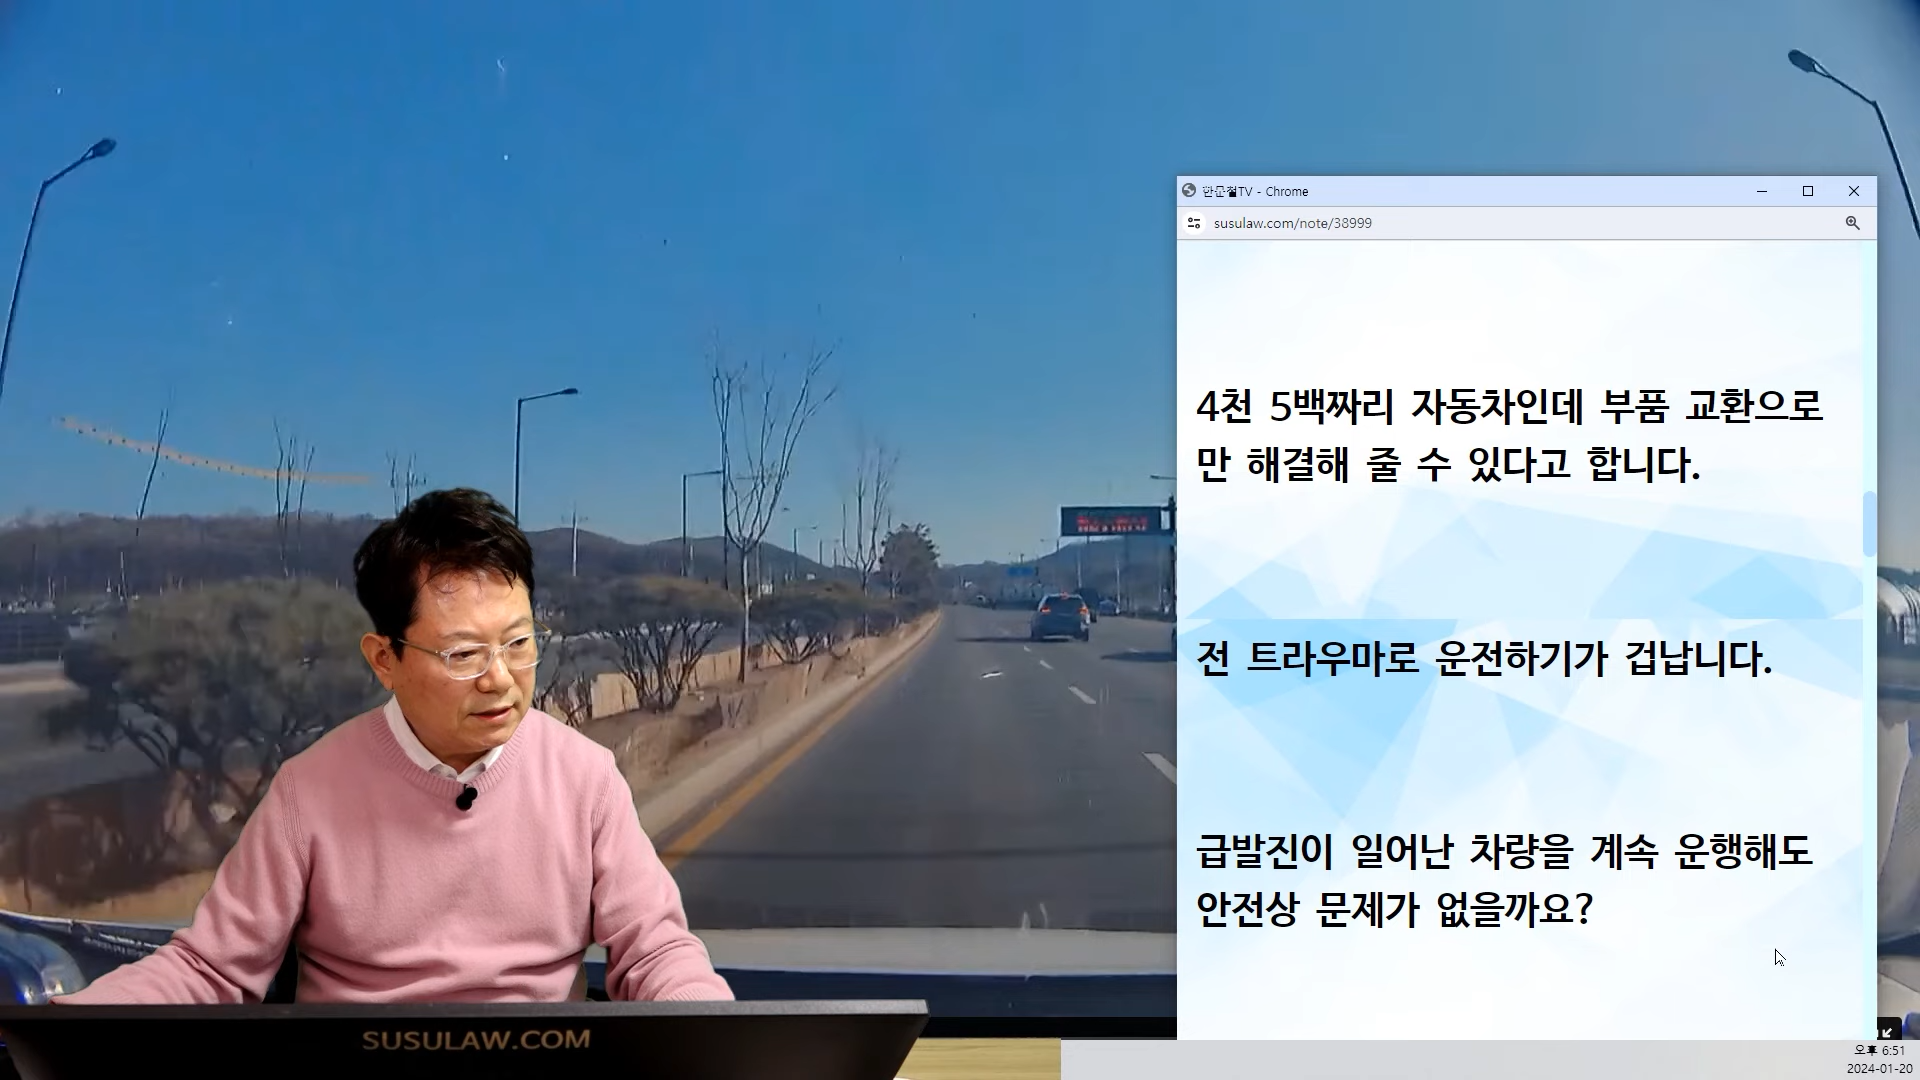 한문철TV - Chrome
susulaw.com/note/38999
4천 5백짜리 자동차인데 부품 교환으로
만 해결해 줄 수 있다고 합니다.
전 트라우마로 운전하기가 겁납니다.
급발진이 일어난 차량을 계속 운행해도
안전상 문제가 없을까요?
SUSULAW.COM
오후 6:51
2024-01-20